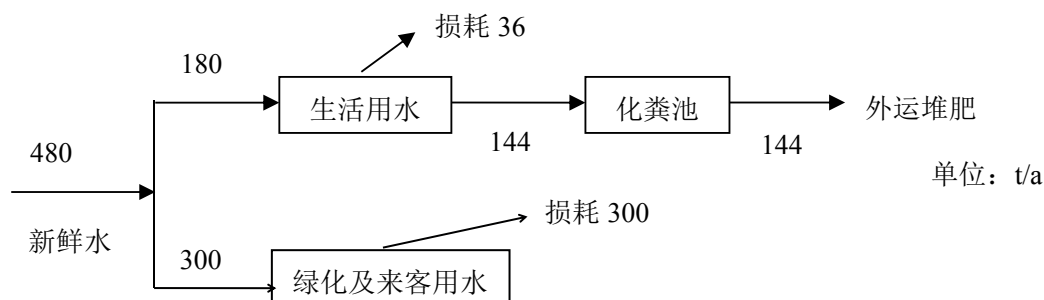 损耗 36
180
生活用水
化粪池
外运堆肥
144
144
480
单位：t/a
新鲜水
损耗 300
300
绿化及来客用水